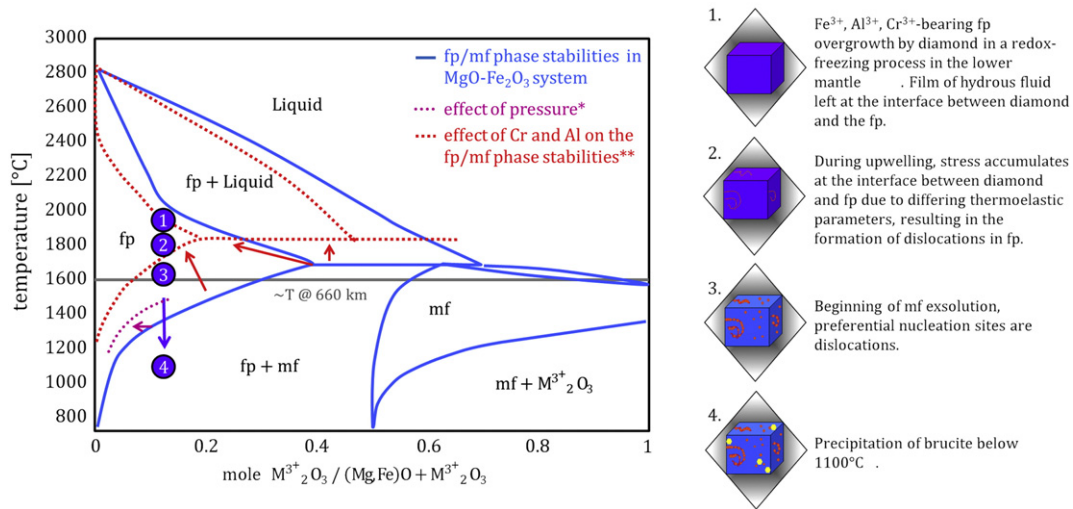 3000
2800
2600
2400
2200
2000
1800
1600
1400
1200
1000
800
temperature [°C]
0
0.2
0.4
0.6
0.8
1
mole M³⁺₂O₃ / (Mg,Fe)O + M³⁺₂O₃
fp/mf phase stabilities in
MgO-Fe₂O₃ system
effect of pressure*
effect of Cr and Al on the
fp/mf phase stabilities**
Liquid
fp + Liquid
fp
1
2
3
4
~T @ 660 km
mf
fp + mf
mf + M³⁺₂O₃
1.
Fe³⁺, Al³⁺, Cr³⁺-bearing fp
overgrowth by diamond in a redox-
freezing process in the lower
mantle . Film of hydrous fluid
left at the interface between diamond
and the fp.
2.
During upwelling, stress accumulates
at the interface between diamond
and fp due to differing thermoelastic
parameters, resulting in the
formation of dislocations in fp.
3.
Beginning of mf exsolution,
preferential nucleation sites are
dislocations.
4.
Precipitation of brucite below
1100°C .